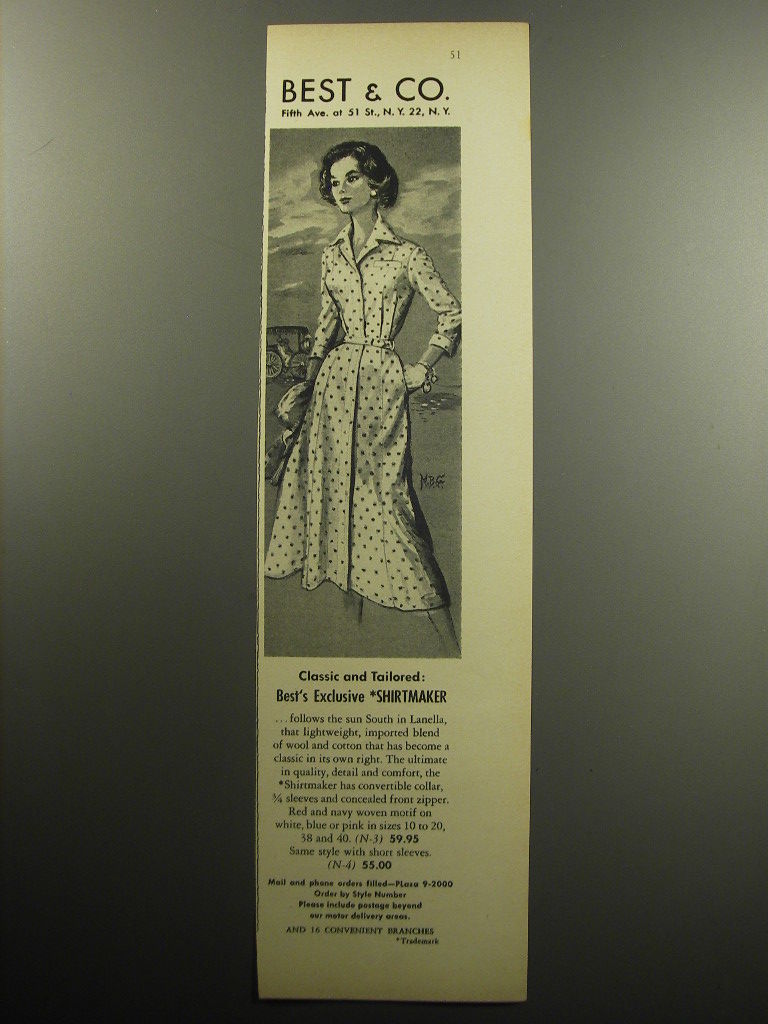 51
BEST & CO.
Fifth Ave. at 51 St., N. Y. 22, N. Y.
Classic and Tailored:
Best's Exclusive *SHIRTMAKER
...follows the sun South in Lanella,
that lightweight, imported blend
of wool and cotton that has become a
classic in its own right. The ultimate
in quality, detail and comfort, the
*Shirtmaker has convertible collar,
¾ sleeves and concealed front zipper.
Red and navy woven motif on
white, blue or pink in sizes 10 to 20,
38 and 40. (N-3) 59.95
Same style with short sleeves.
(N-4) 55.00
Mail and phone orders filled—PLaza 9-2000
Order by Style Number
Please include postage beyond
our motor delivery areas.
AND 16 CONVENIENT BRANCHES
*Trademark